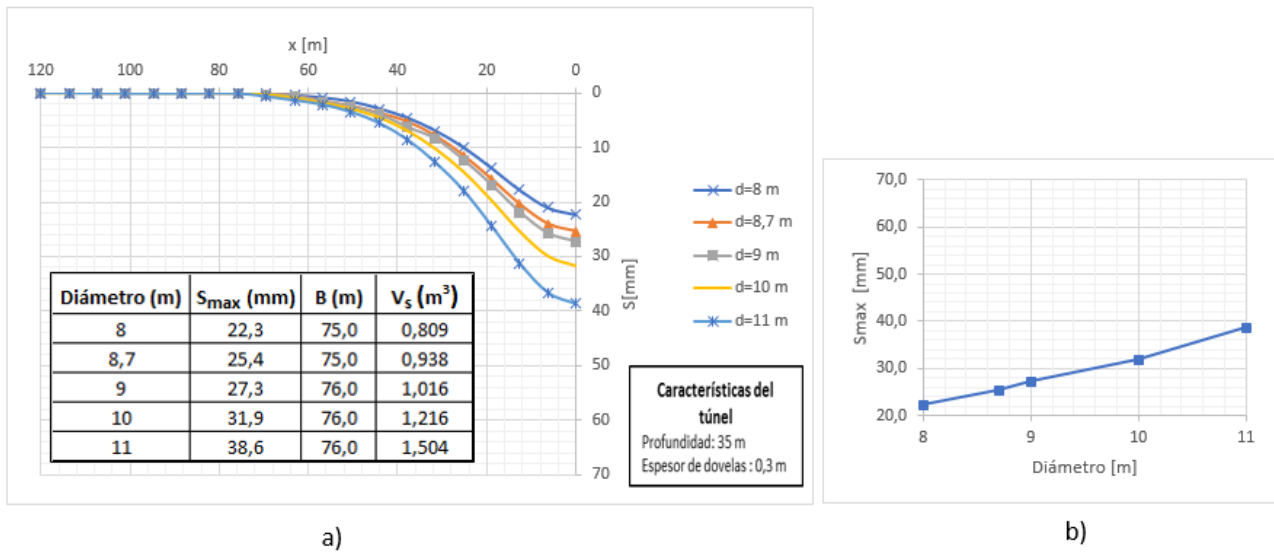 x [m]
120 100 80 60 40 20 0
0
10
20
30
40
50
60
70
S[mm]
d=8 m
d=8,7 m
d=9 m
d=10 m
d=11 m
Diámetro (m) Smax (mm) B (m) Vs (m³)
8 22,3 75,0 0,809
8,7 25,4 75,0 0,938
9 27,3 76,0 1,016
10 31,9 76,0 1,216
11 38,6 76,0 1,504
Características del
túnel
Profundidad: 35 m
Espesor de dovelas : 0,3 m
a)
Smax [mm]
70,0
60,0
50,0
40,0
30,0
20,0
8 9 10 11
Diámetro [m]
b)